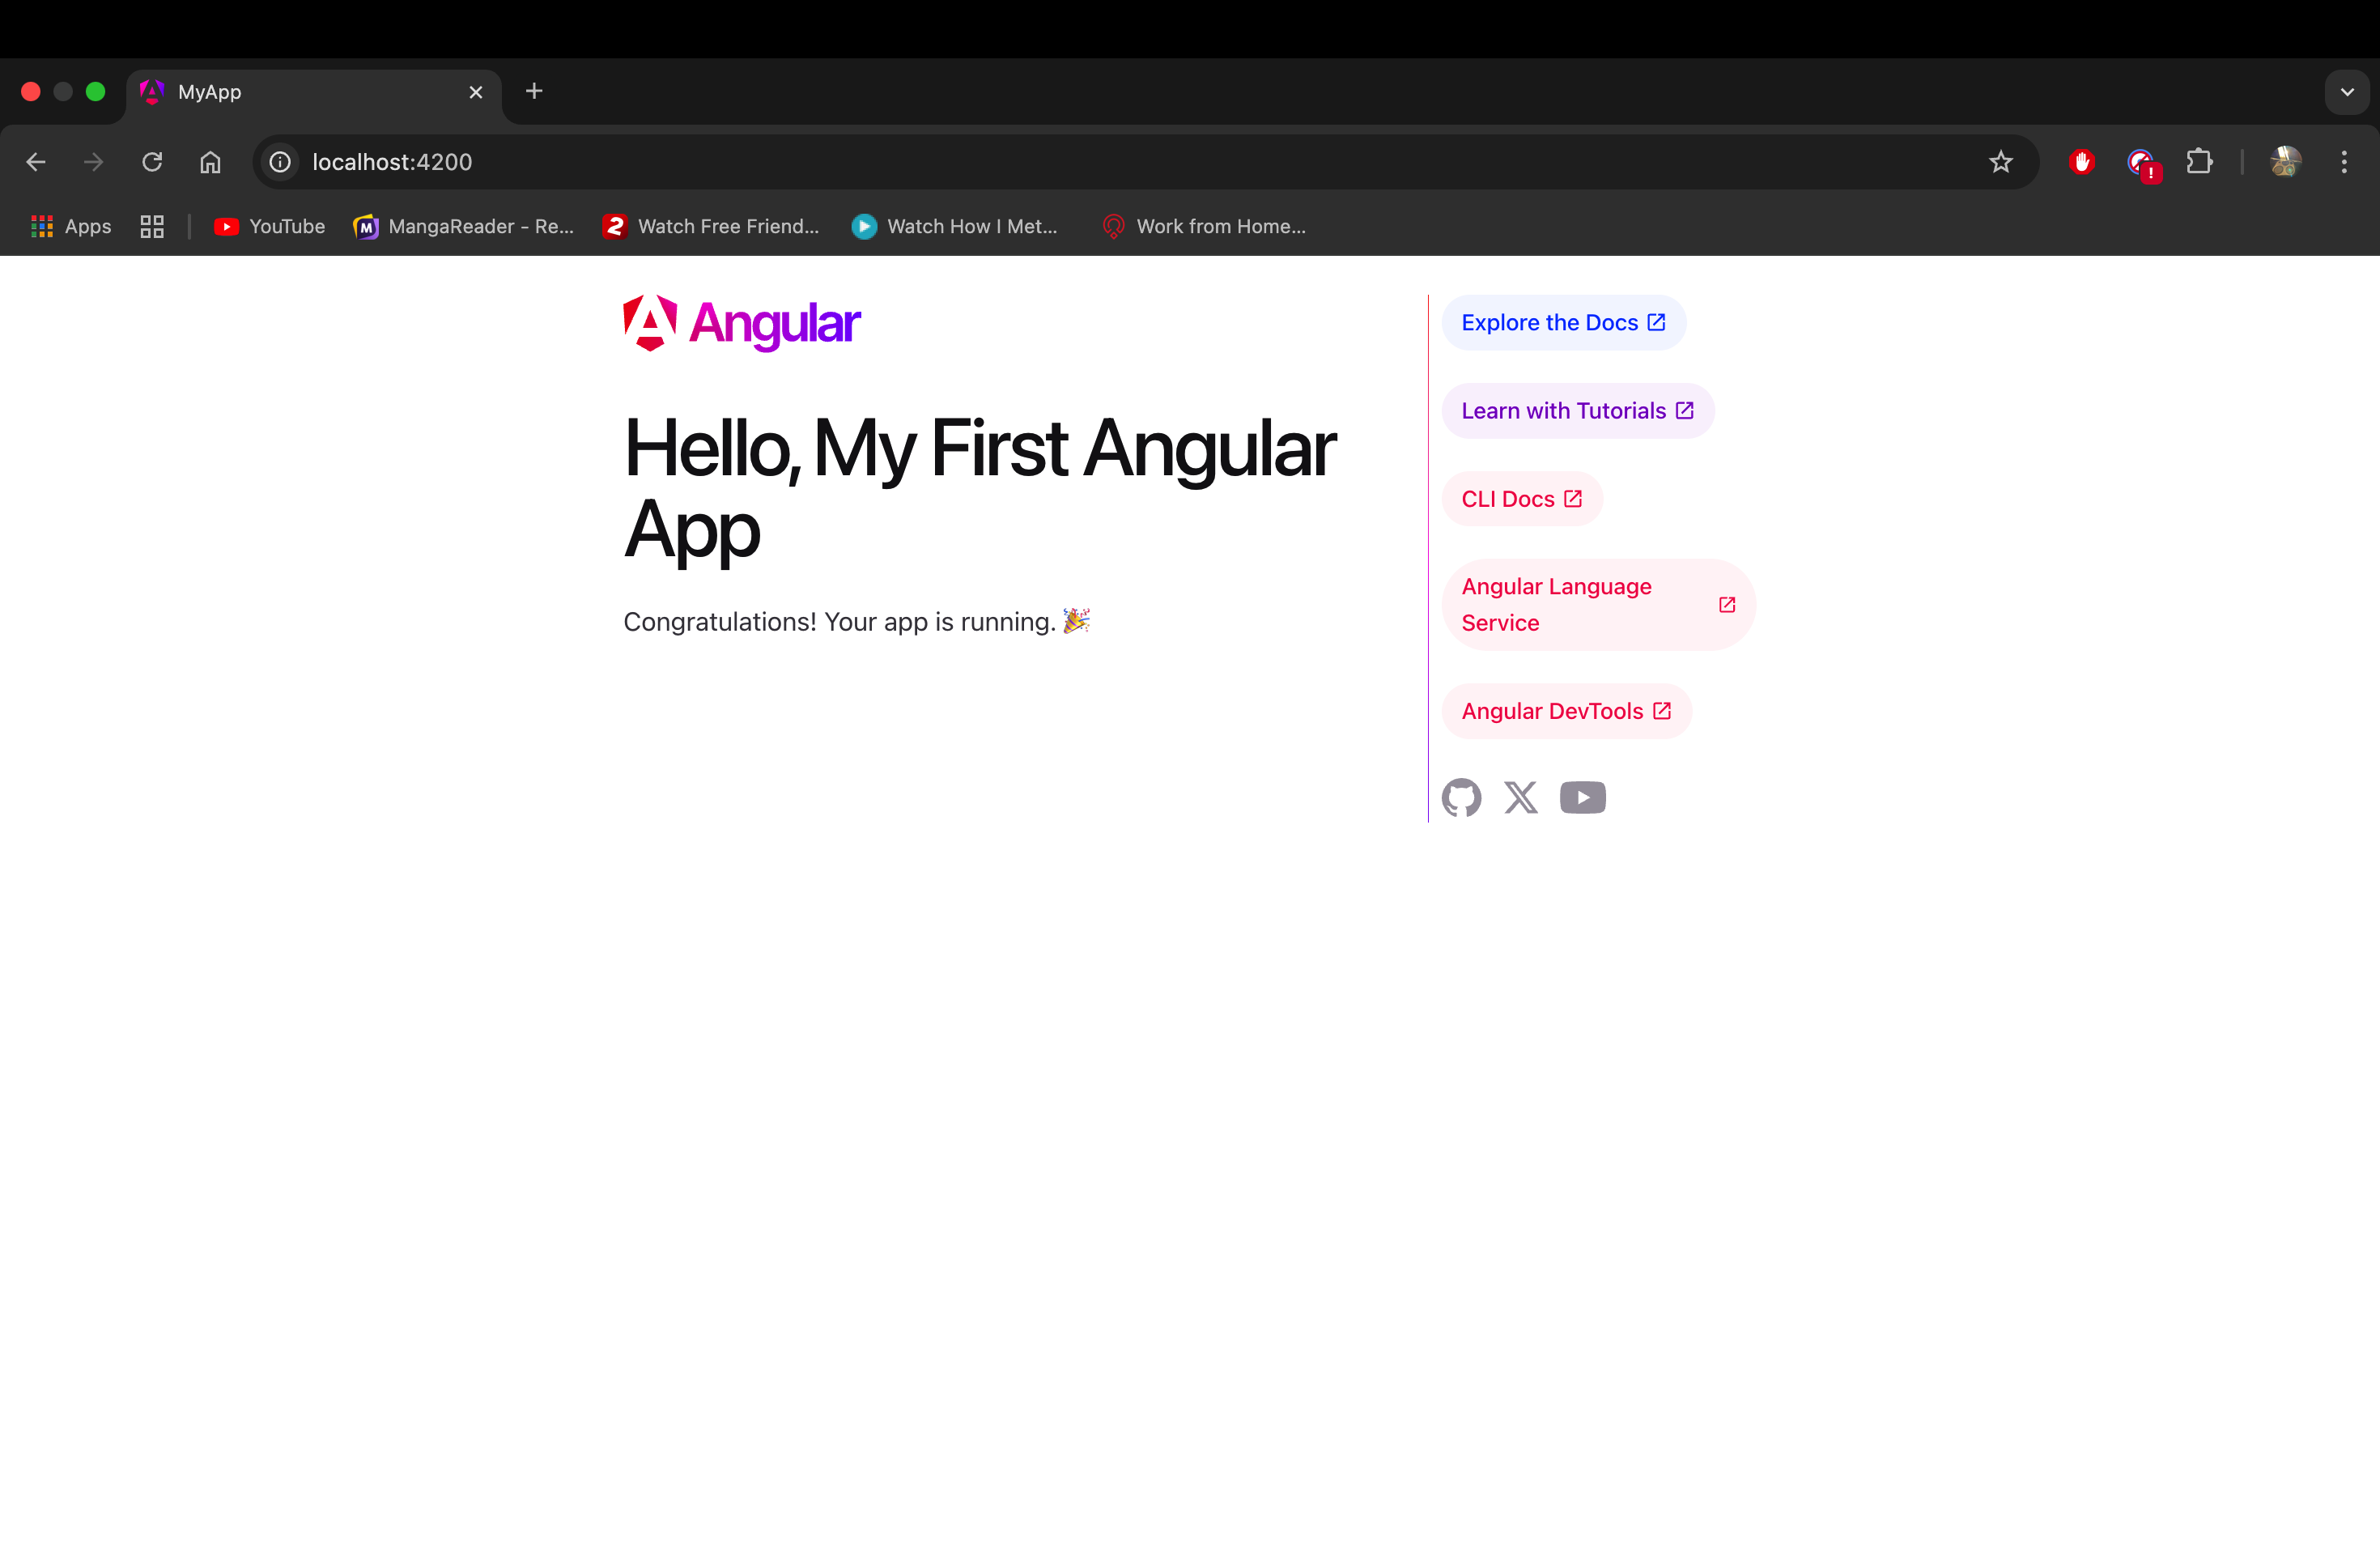 MyApp
localhost:4200
Apps
YouTube
MangaReader - Re...
Watch Free Friend...
Watch How I Met...
Work from Home...
Angular
Hello, My First Angular
App
Congratulations! Your app is running. 🎉
Explore the Docs
Learn with Tutorials
CLI Docs
Angular Language
Service
Angular DevTools